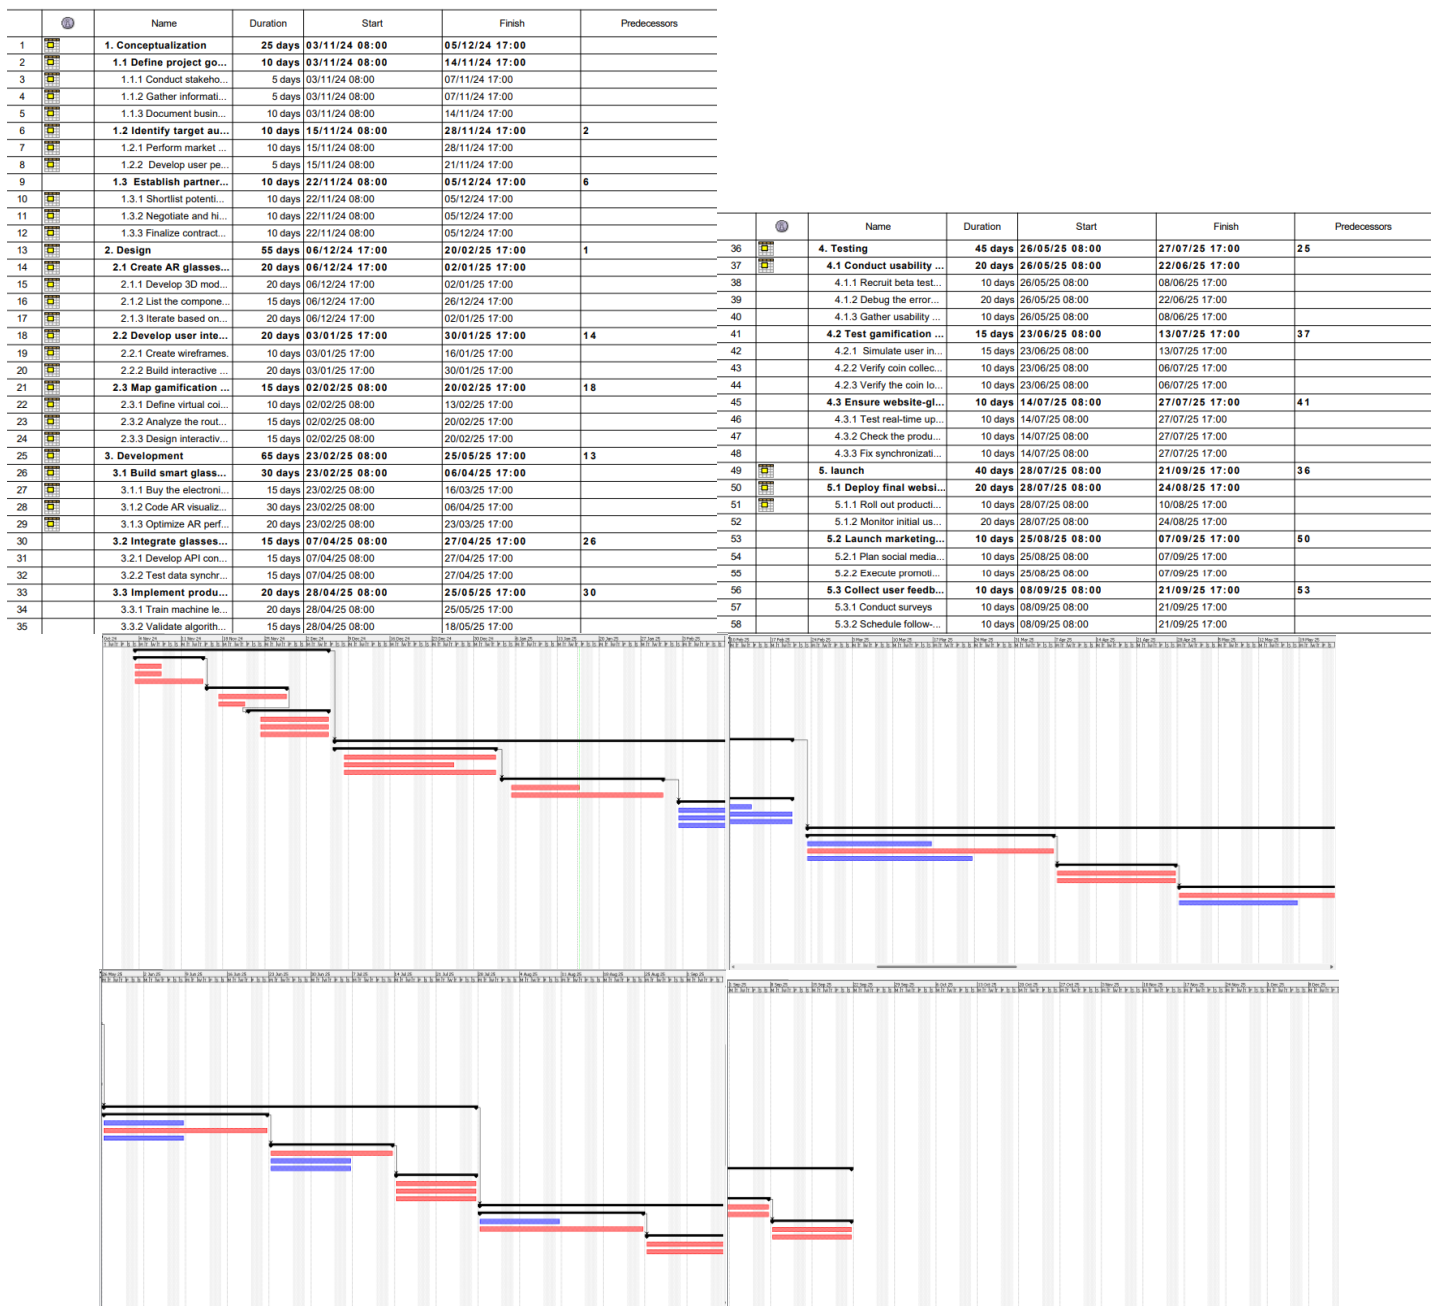 Name Duration Start Finish Predecessors
1 1. Conceptualization 25 days 03/11/24 08:00 05/12/24 17:00
2 1.1 Define project go... 10 days 03/11/24 08:00 14/11/24 17:00
3 1.1.1 Conduct stakeho... 5 days 03/11/24 08:00 07/11/24 17:00
4 1.1.2 Gather informati... 5 days 03/11/24 08:00 07/11/24 17:00
5 1.1.3 Document busin... 10 days 03/11/24 08:00 14/11/24 17:00
6 1.2 Identify target au... 10 days 15/11/24 08:00 28/11/24 17:00 2
7 1.2.1 Perform market ... 10 days 15/11/24 08:00 28/11/24 17:00
8 1.2.2 Develop user pe... 5 days 15/11/24 08:00 21/11/24 17:00
9 1.3 Establish partner... 10 days 22/11/24 08:00 05/12/24 17:00 6
10 1.3.1 Shortlist potenti... 10 days 22/11/24 08:00 05/12/24 17:00
11 1.3.2 Negotiate and hi... 10 days 22/11/24 08:00 05/12/24 17:00
12 1.3.3 Finalize contract... 10 days 22/11/24 08:00 05/12/24 17:00
13 2. Design 55 days 06/12/24 17:00 20/02/25 17:00 1
14 2.1 Create AR glasses... 20 days 06/12/24 17:00 02/01/25 17:00
15 2.1.1 Develop 3D mod... 20 days 06/12/24 17:00 02/01/25 17:00
16 2.1.2 List the compone... 15 days 06/12/24 17:00 26/12/24 17:00
17 2.1.3 Iterate based on... 20 days 06/12/24 17:00 02/01/25 17:00
18 2.2 Develop user inte... 20 days 03/01/25 17:00 30/01/25 17:00 14
19 2.2.1 Create wireframes. 10 days 03/01/25 17:00 16/01/25 17:00
20 2.2.2 Build interactive ... 20 days 03/01/25 17:00 30/01/25 17:00
21 2.3 Map gamification ... 15 days 02/02/25 08:00 20/02/25 17:00 18
22 2.3.1 Define virtual coi... 10 days 02/02/25 08:00 13/02/25 17:00
23 2.3.2 Analyze the rout... 15 days 02/02/25 08:00 20/02/25 17:00
24 2.3.3 Design interactiv... 15 days 02/02/25 08:00 20/02/25 17:00
25 3. Development 65 days 23/02/25 08:00 25/05/25 17:00 13
26 3.1 Build smart glass... 30 days 23/02/25 08:00 06/04/25 17:00
27 3.1.1 Buy the electroni... 15 days 23/02/25 08:00 16/03/25 17:00
28 3.1.2 Code AR visualiz... 30 days 23/02/25 08:00 06/04/25 17:00
29 3.1.3 Optimize AR perf... 20 days 23/02/25 08:00 23/03/25 17:00
30 3.2 Integrate glasses... 15 days 07/04/25 08:00 27/04/25 17:00 26
31 3.2.1 Develop API con... 15 days 07/04/25 08:00 27/04/25 17:00
32 3.2.2 Test data synchr... 15 days 07/04/25 08:00 27/04/25 17:00
33 3.3 Implement produ... 20 days 28/04/25 08:00 25/05/25 17:00 30
34 3.3.1 Train machine le... 20 days 28/04/25 08:00 25/05/25 17:00
35 3.3.2 Validate algorith... 15 days 28/04/25 08:00 18/05/25 17:00
Name Duration Start Finish Predecessors
36 4. Testing 45 days 26/05/25 08:00 27/07/25 17:00 25
37 4.1 Conduct usability ... 20 days 26/05/25 08:00 22/06/25 17:00
38 4.1.1 Recruit beta test... 10 days 26/05/25 08:00 08/06/25 17:00
39 4.1.2 Debug the error... 20 days 26/05/25 08:00 22/06/25 17:00
40 4.1.3 Gather usability ... 10 days 26/05/25 08:00 08/06/25 17:00
41 4.2 Test gamification ... 15 days 23/06/25 08:00 13/07/25 17:00 37
42 4.2.1 Simulate user in... 15 days 23/06/25 08:00 13/07/25 17:00
43 4.2.2 Verify coin collec... 10 days 23/06/25 08:00 06/07/25 17:00
44 4.2.3 Verify the coin lo... 10 days 23/06/25 08:00 06/07/25 17:00
45 4.3 Ensure website-gl... 10 days 14/07/25 08:00 27/07/25 17:00 41
46 4.3.1 Test real-time up... 10 days 14/07/25 08:00 27/07/25 17:00
47 4.3.2 Check the produ... 10 days 14/07/25 08:00 27/07/25 17:00
48 4.3.3 Fix synchronizati... 10 days 14/07/25 08:00 27/07/25 17:00
49 5. launch 40 days 28/07/25 08:00 21/09/25 17:00 36
50 5.1 Deploy final websi... 20 days 28/07/25 08:00 24/08/25 17:00
51 5.1.1 Roll out producti... 10 days 28/07/25 08:00 10/08/25 17:00
52 5.1.2 Monitor initial us... 20 days 28/07/25 08:00 24/08/25 17:00
53 5.2 Launch marketing... 10 days 25/08/25 08:00 07/09/25 17:00 50
54 5.2.1 Plan social media... 10 days 25/08/25 08:00 07/09/25 17:00
55 5.2.2 Execute promoti... 10 days 25/08/25 08:00 07/09/25 17:00
56 5.3 Collect user feedb... 10 days 08/09/25 08:00 21/09/25 17:00 53
57 5.3.1 Conduct surveys 10 days 08/09/25 08:00 21/09/25 17:00
58 5.3.2 Schedule follow-... 10 days 08/09/25 08:00 21/09/25 17:00